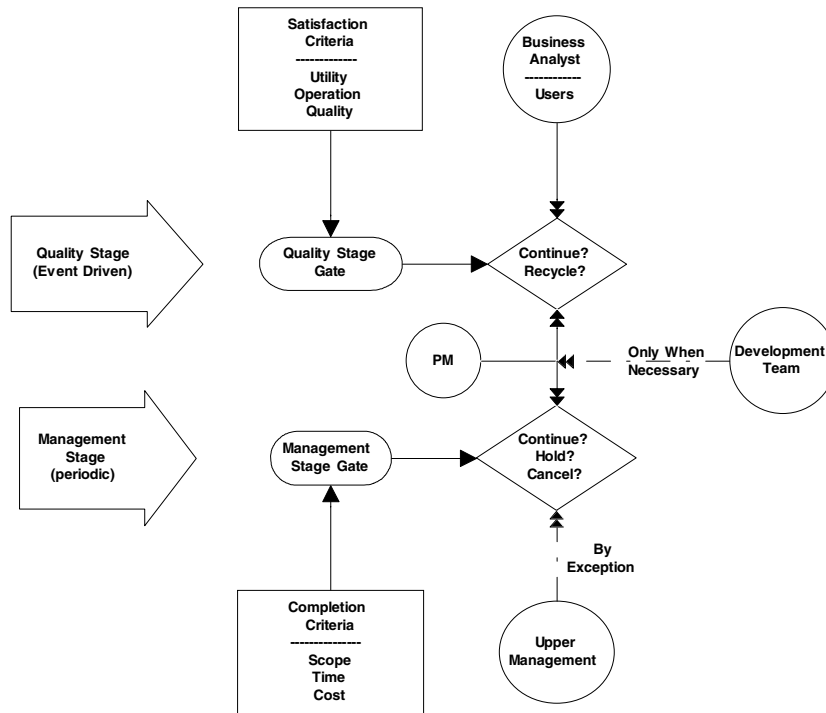 Satisfaction
Criteria
-------------
Utility
Operation
Quality
Business
Analyst
------------
Users
Quality Stage
(Event Driven)
Quality Stage
Gate
Continue?
Recycle?
PM
Only When
Necessary
Development
Team
Management
Stage
(periodic)
Management
Stage Gate
Continue?
Hold?
Cancel?
By
Exception
Completion
Criteria
---------------
Scope
Time
Cost
Upper
Management